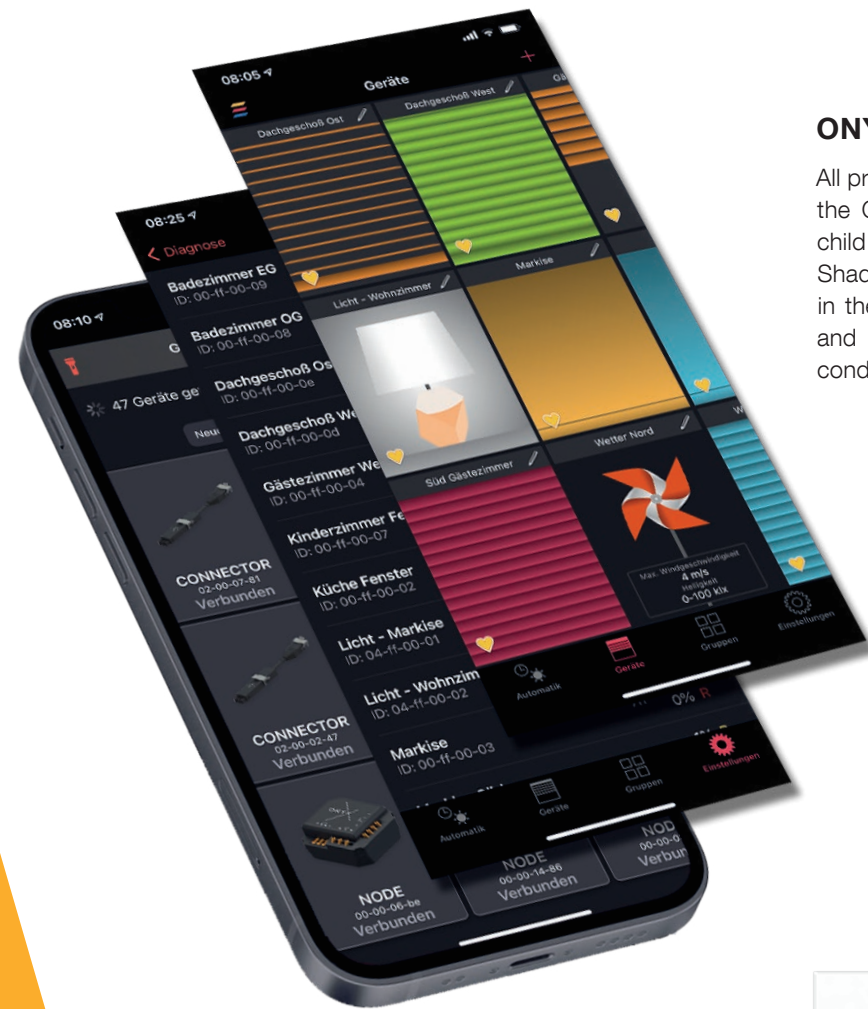 08:05
Geräte
Dachgeschoß Ost
Dachgeschoß West
Licht - Wohnzimmer
Markise
Süd Gästezimmer
Wetter Nord
Max. Windgeschwindigkeit
4 m/s
Helligkeit
0-100 klx
Automatik
Geräte
Gruppen
Einstellungen
08:25
Diagnose
Badezimmer EG
ID: 00-ff-00-09
Badezimmer OG
ID: 00-ff-00-08
Dachgeschoß Os
ID: 00-ff-00-0e
Dachgeschoß We
ID: 00-ff-00-0d
Gästezimmer We
ID: 00-ff-00-04
Kinderzimmer Fe
ID: 00-ff-00-07
Küche Fenster
ID: 00-ff-00-02
Licht - Markise
ID: 04-ff-00-01
Licht - Wohnzim
ID: 04-ff-00-02
0% R
Markise
ID: 00-ff-00-03
Automatik
Geräte
Gruppen
Einstellungen
08:10
G
47 Geräte ge
Neu
CONNECTOR
02-00-07-81
Verbunden
CONNECTOR
02-00-02-47
Verbunden
ONYX
NODE
00-00-06-be
Verbunden
NODE
00-00-14-86
Verbunden
NOD
00-00-0
Verbun
ONY
All pr
the C
child
Shad
in the
and
cond